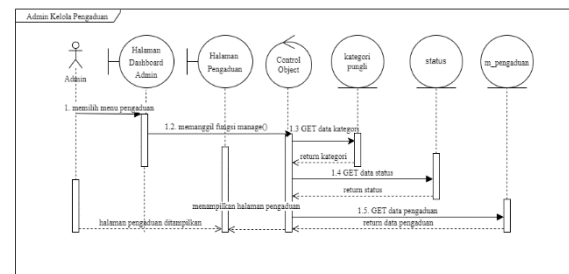 Admin Kelola Pengaduan
Halaman
Dashboard
Admin
Halaman
Pengaduan
Control
Object
kategori
pungli
status
m_pengaduan
Admin
1. memilih menu pengaduan
1.2. memanggil fungsi manage()
1.3 GET data kategori
return kategori
1.4 GET data status
return status
menampilkan halaman pengaduan
1.5. GET data pengaduan
halaman pengaduan ditampilkan
return data pengaduan